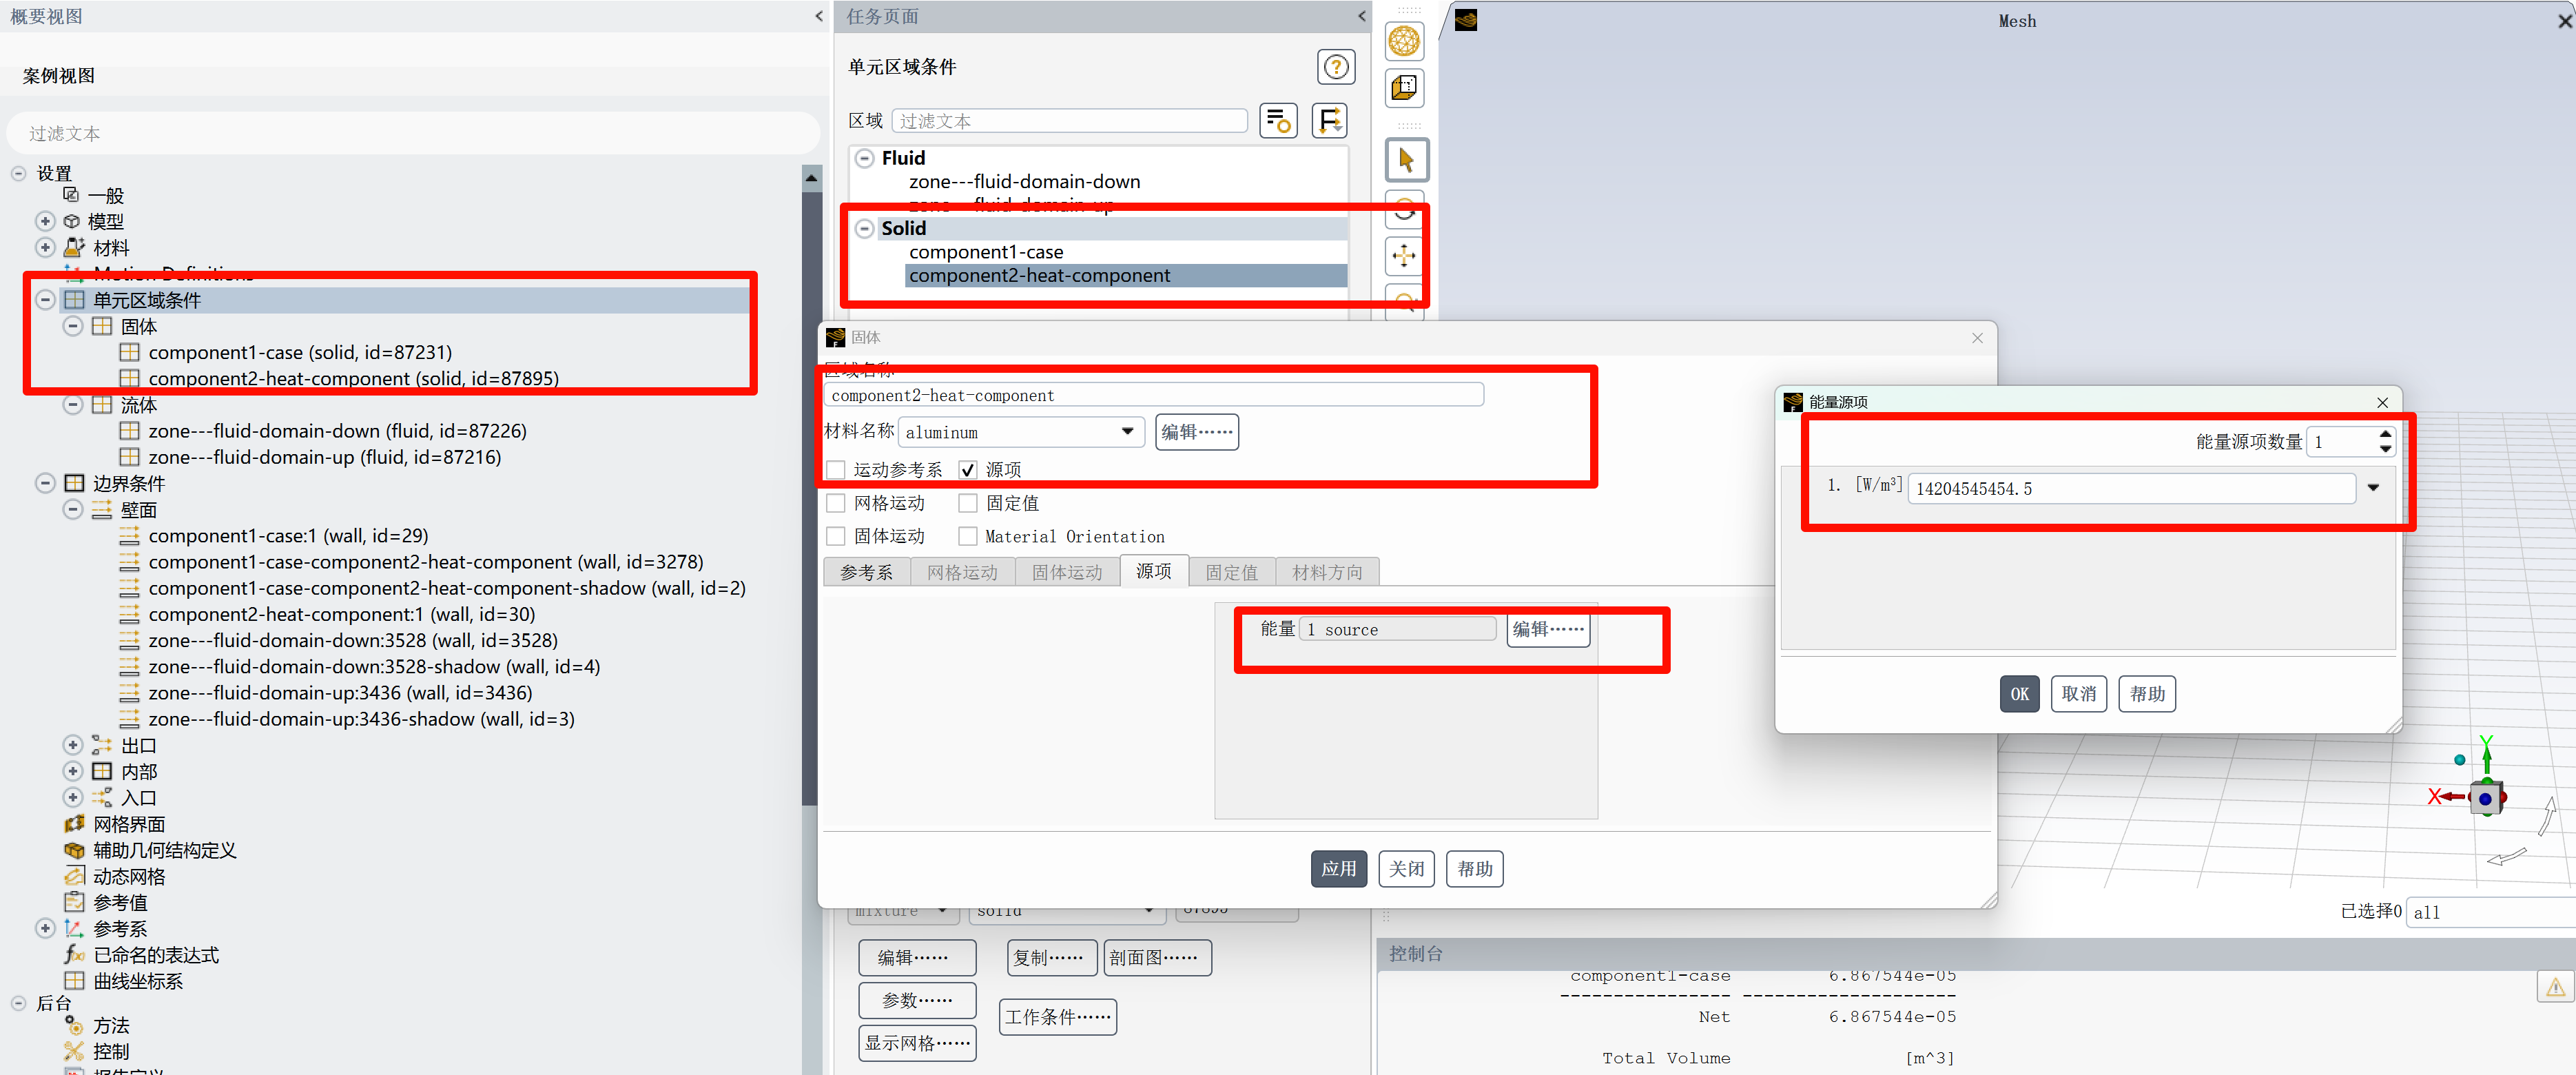 概要视图
案例视图
过滤文本
设置
一般
模型
材料
Motion Definitions
单元区域条件
固体
component1-case (solid, id=87231)
component2-heat-component (solid, id=87895)
流体
zone---fluid-domain-down (fluid, id=87226)
zone---fluid-domain-up (fluid, id=87216)
边界条件
壁面
component1-case:1 (wall, id=29)
component1-case-component2-heat-component (wall, id=3278)
component1-case-component2-heat-component-shadow (wall, id=2)
component2-heat-component:1 (wall, id=30)
zone---fluid-domain-down:3528 (wall, id=3528)
zone---fluid-domain-down:3528-shadow (wall, id=4)
zone---fluid-domain-up:3436 (wall, id=3436)
zone---fluid-domain-up:3436-shadow (wall, id=3)
出口
内部
入口
网格界面
辅助几何结构定义
动态网格
参考值
参考系
已命名的表达式
曲线坐标系
后台
方法
控制
报告定义
任务页面
单元区域条件
区域 过滤文本
Fluid
zone---fluid-domain-down
zone---fluid-domain-up
Solid
component1-case
component2-heat-component
固体
区域名称
component2-heat-component
材料名称 aluminum 编辑……
运动参考系 源项
网格运动 固定值
固体运动 Material Orientation
参考系 网格运动 固体运动 源项 固定值 材料方向
能量 1 source 编辑……
应用 关闭 帮助
mixture solid 87895
编辑…… 复制…… 剖面图……
参数…… 工作条件……
显示网格……
Mesh
能量源项
能量源项数量 1
1. [W/m³] 14204545454.5
OK 取消 帮助
Y
X
已选择0 all
控制台
component1-case 6.867544e-05
--------------- -------------------
Net 6.867544e-05
Total Volume [m^3]